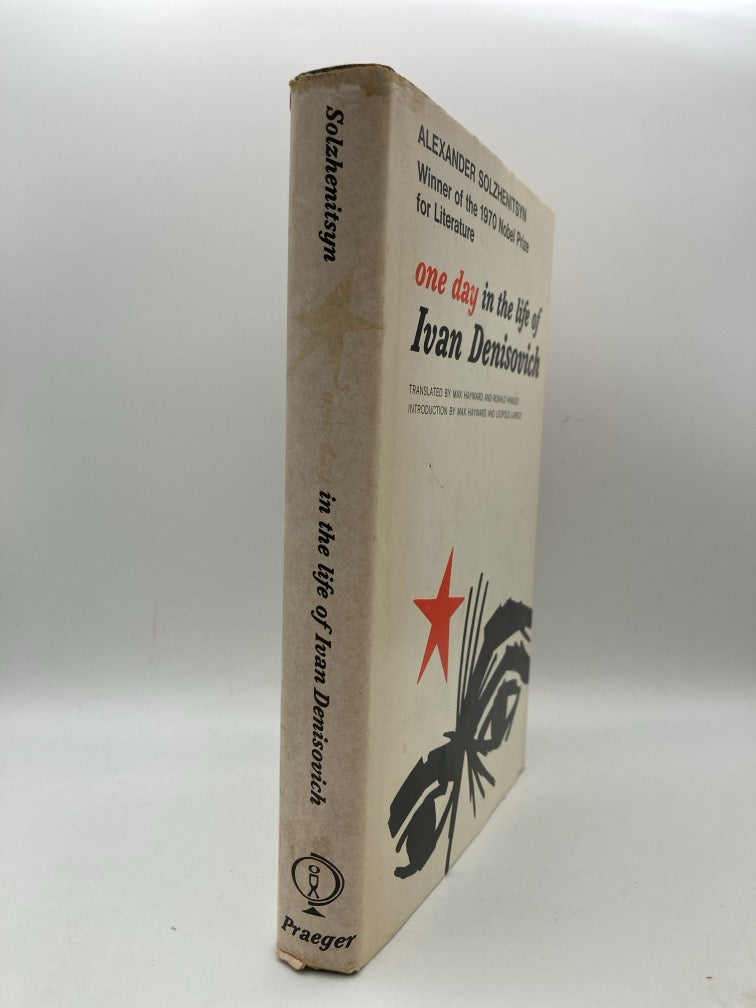 Solzhenitsyn
one day in the life of Ivan Denisovich
Praeger
ALEXANDER SOLZHENITSYN
Winner of the 1970 Nobel Prize
for Literature
one day in the life of
Ivan Denisovich
TRANSLATED BY MAX HAYWARD AND RONALD HINGLEY
INTRODUCTION BY MAX HAYWARD AND LEOPOLD LABEDZ